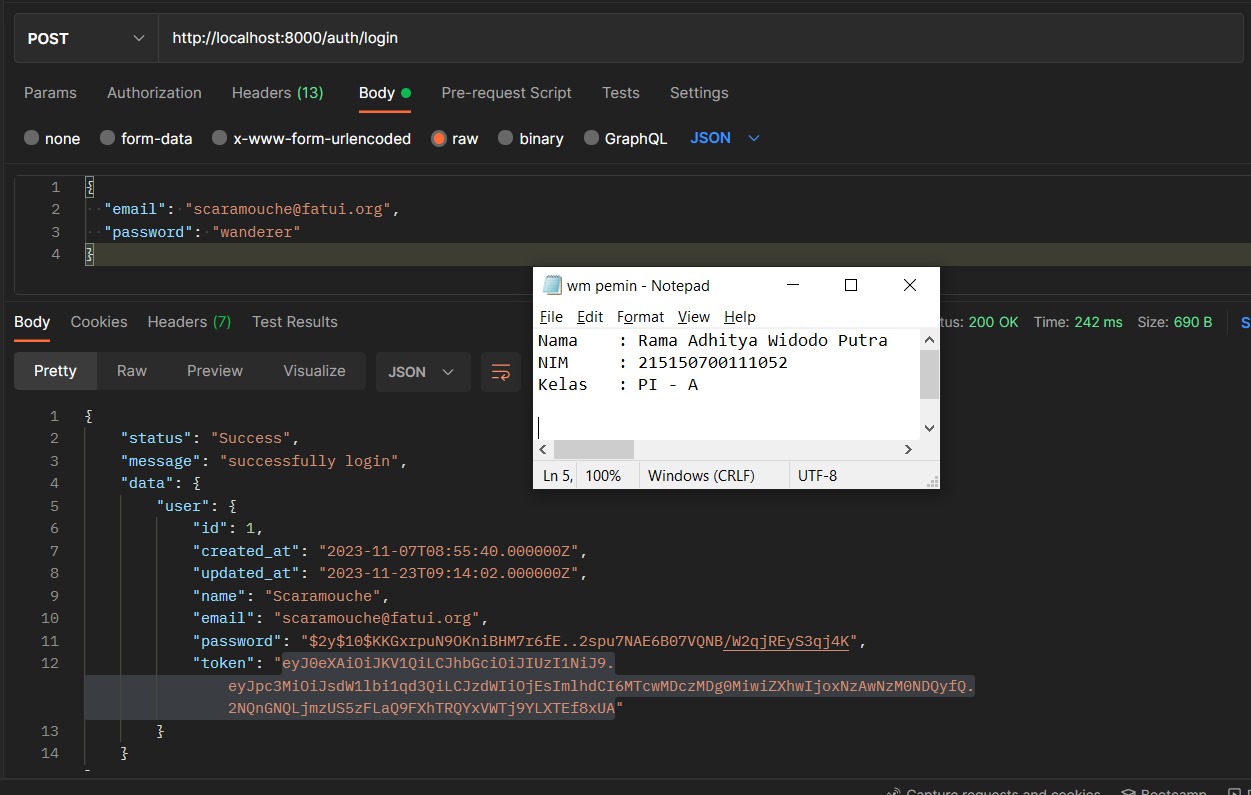 POST http://localhost:8000/auth/login
Params Authorization Headers (13) Body Pre-request Script Tests Settings
none form-data x-www-form-urlencoded raw binary GraphQL JSON
1 {
2 "email": "scaramouche@fatui.org",
3 "password": "wanderer"
4 }
wm pemin - Notepad
File Edit Format View Help
Nama : Rama Adhitya Widodo Putra
NIM : 215150700111052
Kelas : PI - A
Ln 5, 100% Windows (CRLF) UTF-8
Body Cookies Headers (7) Test Results tus: 200 OK Time: 242 ms Size: 690 B S
Pretty Raw Preview Visualize JSON
1 {
2 "status": "Success",
3 "message": "successfully login",
4 "data": {
5 "user": {
6 "id": 1,
7 "created_at": "2023-11-07T08:55:40.000000Z",
8 "updated_at": "2023-11-23T09:14:02.000000Z",
9 "name": "Scaramouche",
10 "email": "scaramouche@fatui.org",
11 "password": "$2y$10$KKGxrpuN9OKniBHM7r6fE..2spu7NAE6B07VQNB/W2qjREyS3qj4K",
12 "token": "eyJ0eXAiOiJKV1QiLCJhbGciOiJIUzI1NiJ9.
eyJpc3MiOiJsdW1lbi1qd3QiLCJzdWIiOjEsImlhdCI6MTcwMDczMDg0MiwiZXhwIjoxNzAwNzM0NDQyfQ.
2NQnGNQLjmzUS5zFLaQ9FXhTRQYxVWTj9YLXTEf8xUA"
13 }
14 }
Capture requests and cookies Bootcamp